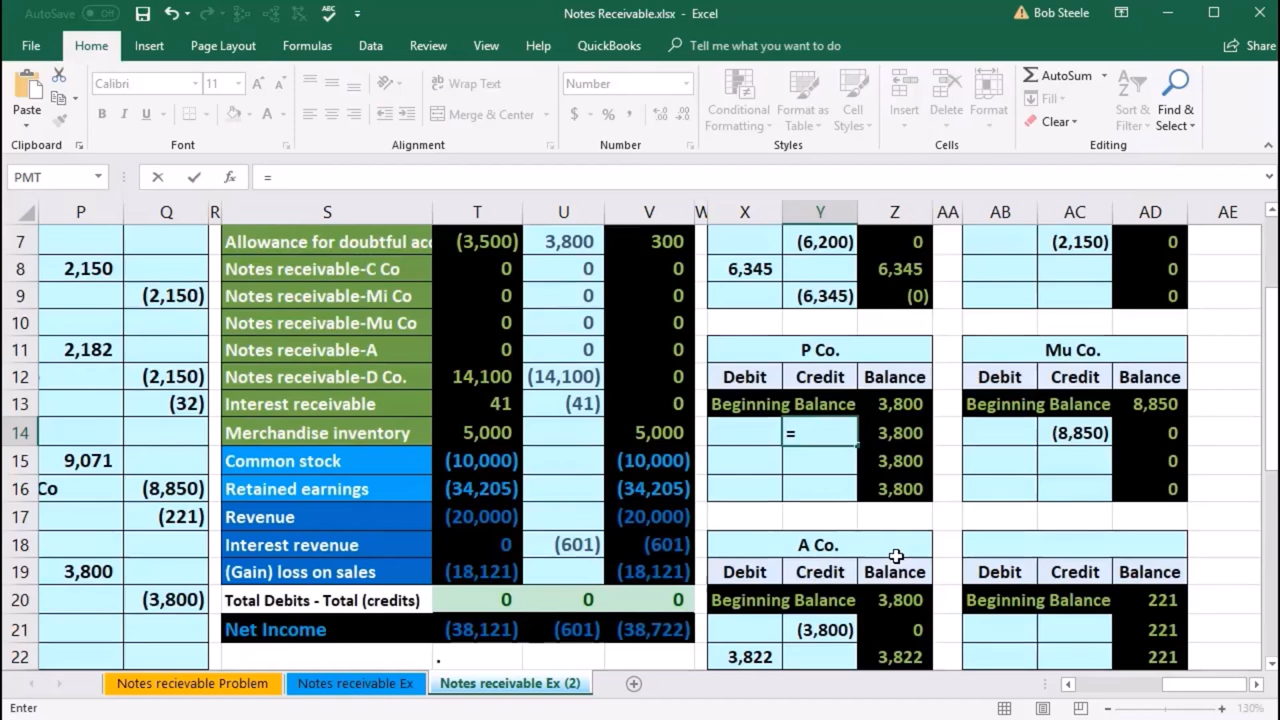 AutoSave Off Notes Receivable.xlsx - Excel Bob Steele
File Home Insert Page Layout Formulas Data Review View Help QuickBooks Tell me what you want to do Share
Paste Calibri 11 Wrap Text Number Conditional Formatting Format as Table Cell Styles Insert Delete Format AutoSum Fill Clear Sort & Filter Find & Select
B I U A Merge & Center $ % ,
Clipboard Font Alignment Number Styles Cells Editing
PMT fx =
P Q R S T U V W X Y Z AA AB AC AD AE
7 Allowance for doubtful acc (3,500) 3,800 300 (6,200) 0 (2,150) 0
8 2,150 Notes receivable-C Co 0 0 0 6,345 6,345 0
9 (2,150) Notes receivable-Mi Co 0 0 0 (6,345) (0) 0
10 Notes receivable-Mu Co 0 0 0
11 2,182 Notes receivable-A 0 0 0 P Co. Mu Co.
12 (2,150) Notes receivable-D Co. 14,100 (14,100) 0 Debit Credit Balance Debit Credit Balance
13 (32) Interest receivable 41 (41) 0 Beginning Balance 3,800 Beginning Balance 8,850
14 Merchandise inventory 5,000 5,000 = 3,800 (8,850) 0
15 9,071 Common stock (10,000) (10,000) 3,800 0
16 Co (8,850) Retained earnings (34,205) (34,205) 3,800 0
17 (221) Revenue (20,000) (20,000)
18 Interest revenue 0 (601) (601) A Co.
19 3,800 (Gain) loss on sales (18,121) (18,121) Debit Credit Balance Debit Credit Balance
20 (3,800) Total Debits - Total (credits) 0 0 0 Beginning Balance 3,800 Beginning Balance 221
21 Net Income (38,121) (601) (38,722) (3,800) 0 221
22 . 3,822 3,822 221
Notes recievable Problem Notes receivable Ex Notes receivable Ex (2)
Enter 130%